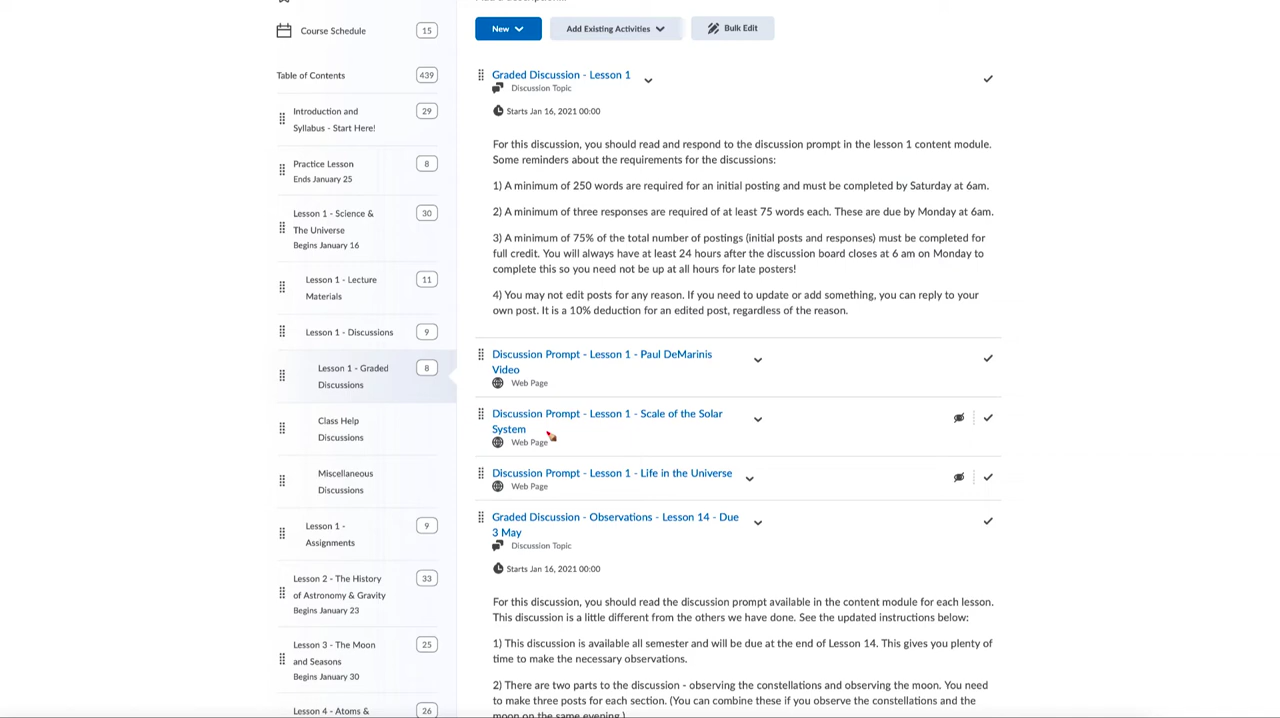 Course Schedule
15
Table of Contents
439
Introduction and
Syllabus - Start Here!
29
Practice Lesson
Ends January 25
8
Lesson 1 - Science &
The Universe
Begins January 16
30
Lesson 1 - Lecture
Materials
11
Lesson 1 - Discussions
9
Lesson 1 - Graded
Discussions
8
Class Help
Discussions
Miscellaneous
Discussions
Lesson 1 -
Assignments
9
Lesson 2 - The History
of Astronomy & Gravity
Begins January 23
33
Lesson 3 - The Moon
and Seasons
Begins January 30
25
Lesson 4 - Atoms &
26
New
Add Existing Activities
Bulk Edit
Graded Discussion - Lesson 1
Discussion Topic
Starts Jan 16, 2021 00:00
For this discussion, you should read and respond to the discussion prompt in the lesson 1 content module.
Some reminders about the requirements for the discussions:
1) A minimum of 250 words are required for an initial posting and must be completed by Saturday at 6am.
2) A minimum of three responses are required of at least 75 words each. These are due by Monday at 6am.
3) A minimum of 75% of the total number of postings (initial posts and responses) must be completed for
full credit. You will always have at least 24 hours after the discussion board closes at 6 am on Monday to
complete this so you need not be up at all hours for late posters!
4) You may not edit posts for any reason. If you need to update or add something, you can reply to your
own post. It is a 10% deduction for an edited post, regardless of the reason.
Discussion Prompt - Lesson 1 - Paul DeMarinis
Video
Web Page
Discussion Prompt - Lesson 1 - Scale of the Solar
System
Web Page
Discussion Prompt - Lesson 1 - Life in the Universe
Web Page
Graded Discussion - Observations - Lesson 14 - Due
3 May
Discussion Topic
Starts Jan 16, 2021 00:00
For this discussion, you should read the discussion prompt available in the content module for each lesson.
This discussion is a little different from the others we have done. See the updated instructions below:
1) This discussion is available all semester and will be due at the end of Lesson 14. This gives you plenty of
time to make the necessary observations.
2) There are two parts to the discussion - observing the constellations and observing the moon. You need
to make three posts for each section. (You can combine these if you observe the constellations and the
moon on the same evening.)